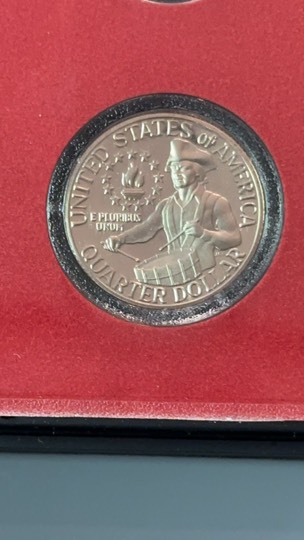 UNITED STATES of AMERICA
E PLURIBUS
UNUM
QUARTER DOLLAR